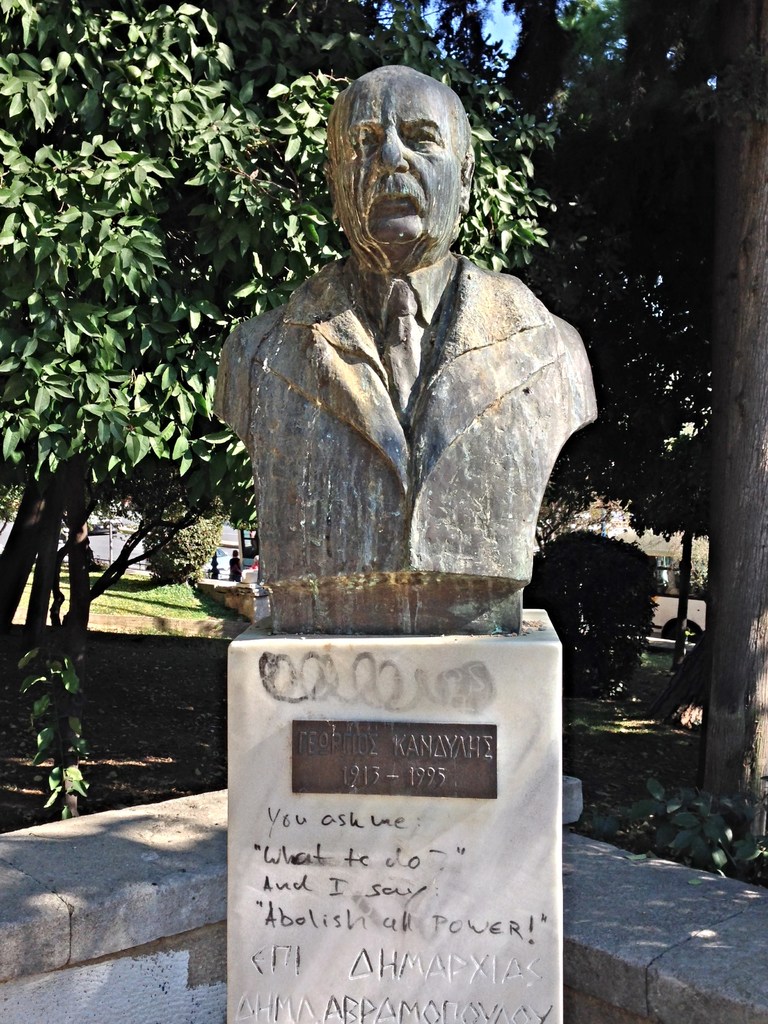 ΓΕΩΡΓΙΟΣ ΚΑΝΔΥΛΗΣ
1913 - 1995
You ask me:
"What to do?"
And I say:
"Abolish all POWER!"
ΕΠΙ ΔΗΜΑΡΧΙΑΣ
ΔΗΜ. ΑΒΡΑΜΟΠΟΥΛΟΥ